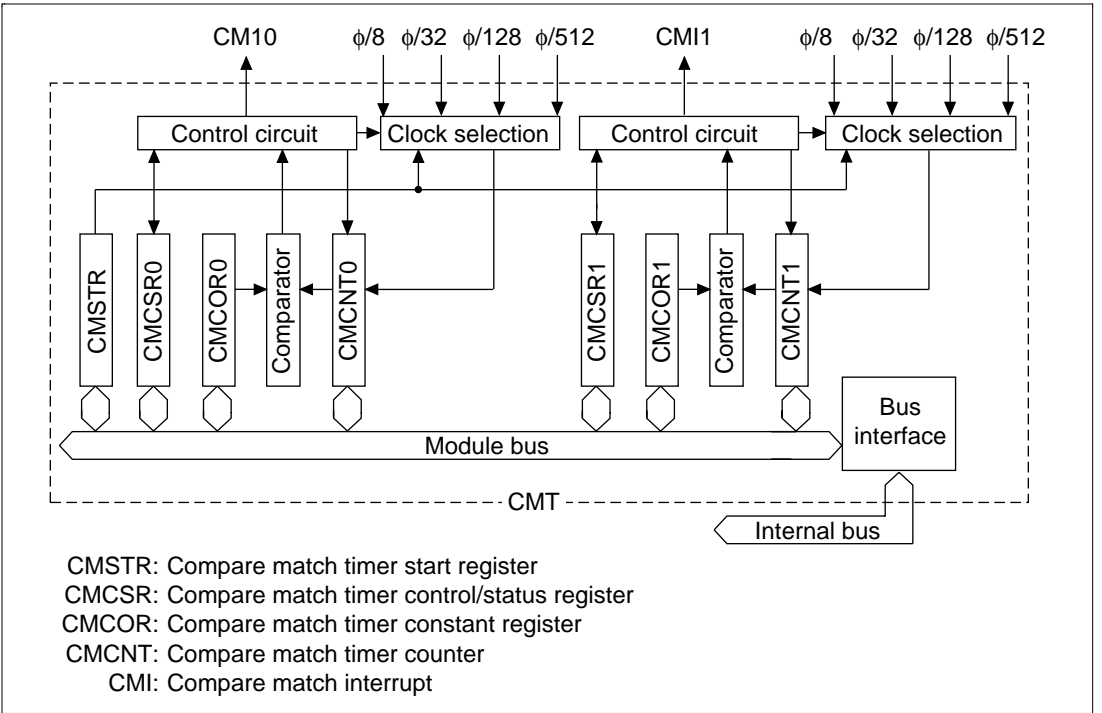 CM10 ϕ/8 ϕ/32 ϕ/128 ϕ/512 CMI1 ϕ/8 ϕ/32 ϕ/128 ϕ/512
Control circuit Clock selection Control circuit Clock selection
CMSTR
CMCSR0
CMCOR0
Comparator
CMCNT0
CMCSR1
CMCOR1
Comparator
CMCNT1
Bus
interface
Module bus
CMT
Internal bus
CMSTR: Compare match timer start register
CMCSR: Compare match timer control/status register
CMCOR: Compare match timer constant register
CMCNT: Compare match timer counter
CMI: Compare match interrupt